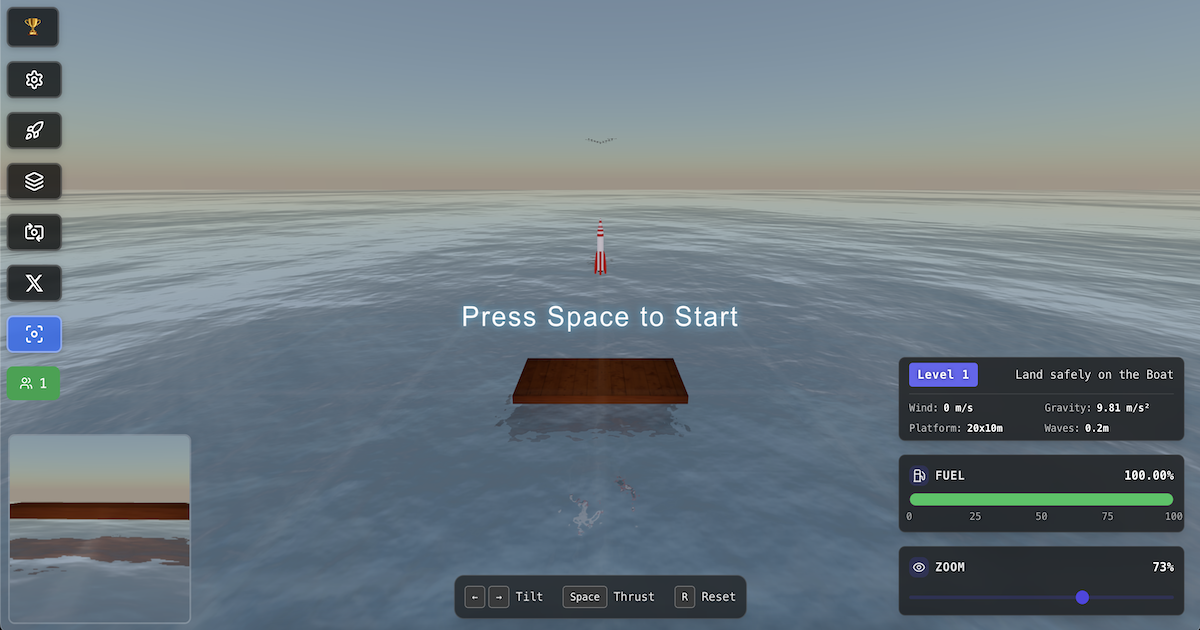 1
Press Space to Start
Level 1 Land safely on the Boat
Wind: 0 m/s Gravity: 9.81 m/s²
Platform: 20x10m Waves: 0.2m
FUEL 100.00%
0 25 50 75 100
ZOOM 73%
← → Tilt Space Thrust R Reset